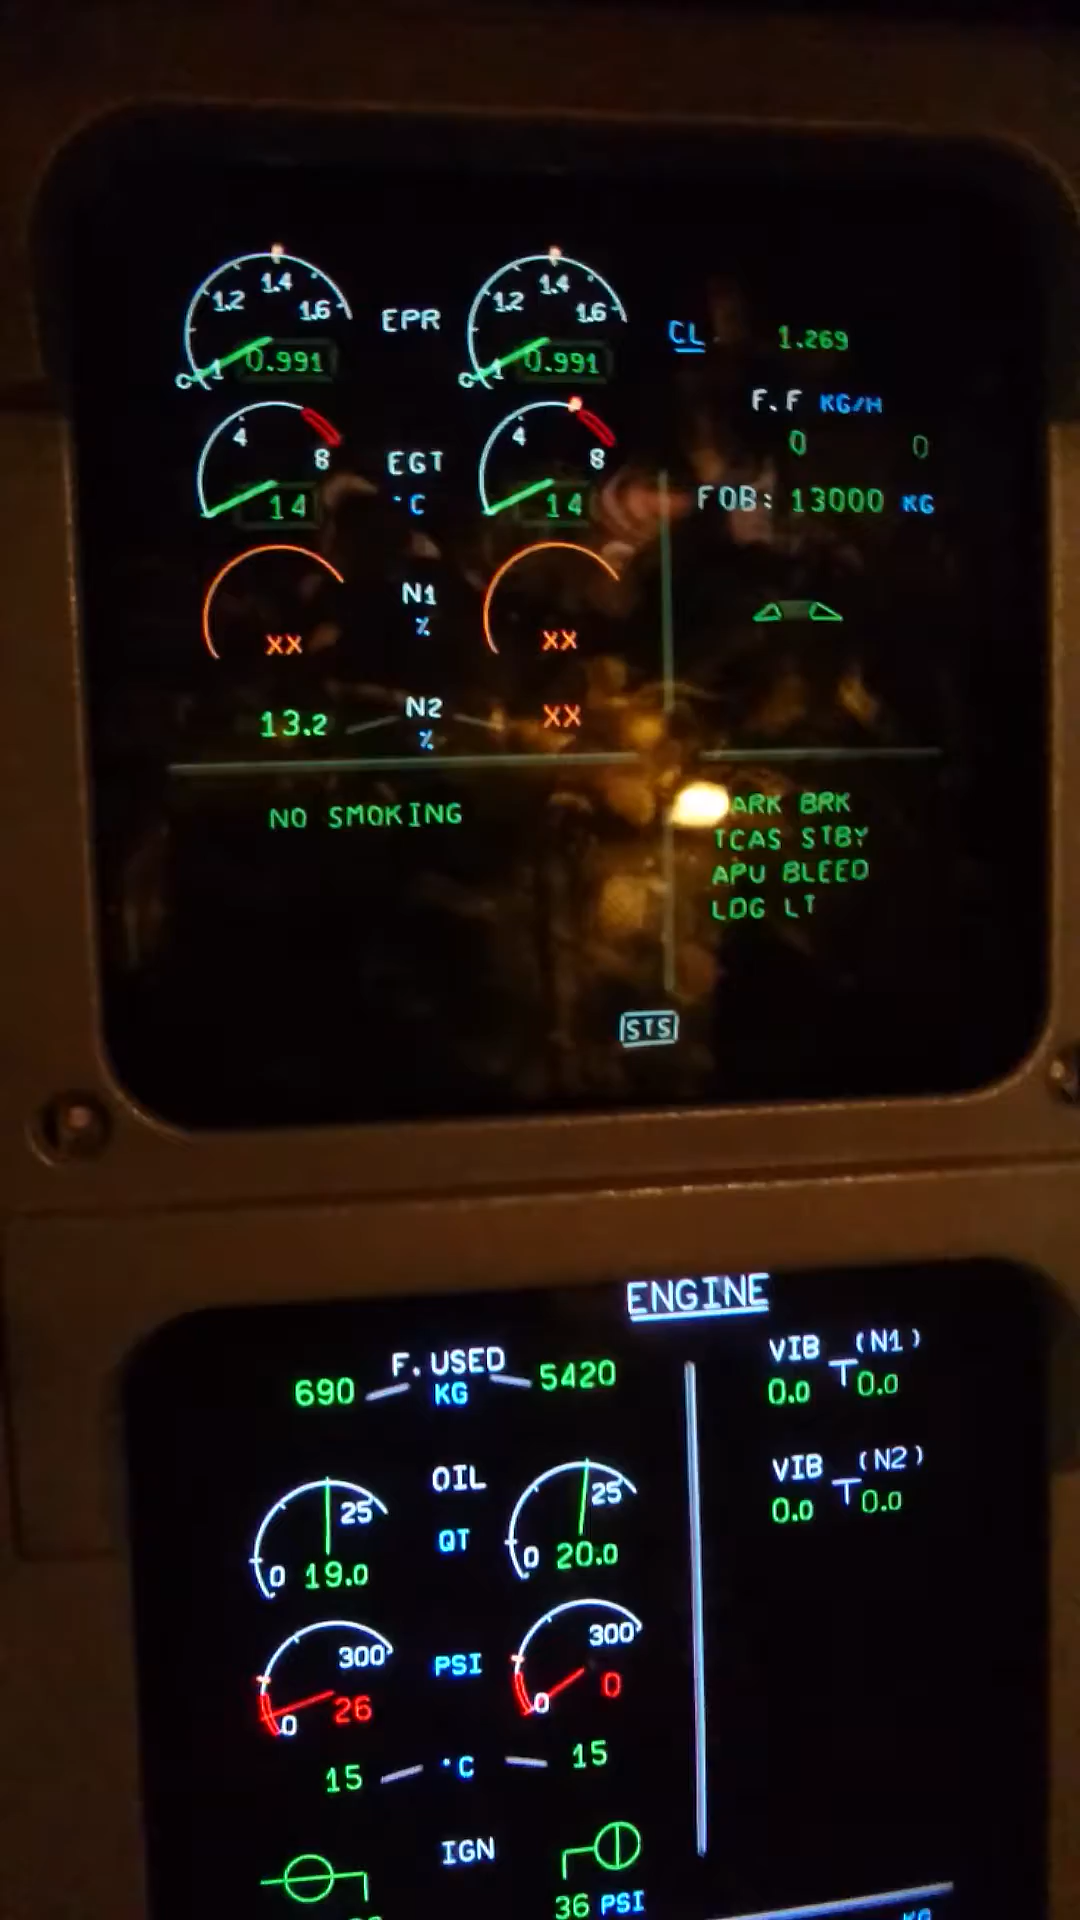 1.2 1.4 1.6 EPR 1.2 1.4 1.6
1 0.991 1 0.991
CL 1.269
F.F KG/H
0 0
4 8 EGT 4 8
14 °C 14
FOB: 13000 KG
N1
XX % XX
13.2 N2 XX
%
NO SMOKING
ARK BRK
TCAS STBY
APU BLEED
LDG LT
STS
ENGINE
F.USED
690 KG 5420
VIB (N1)
0.0 0.0
OIL
25 25
QT
0 19.0 0 20.0
VIB (N2)
0.0 0.0
300 PSI 300
0 26 0 0
15 °C 15
IGN
36 PSI
KG